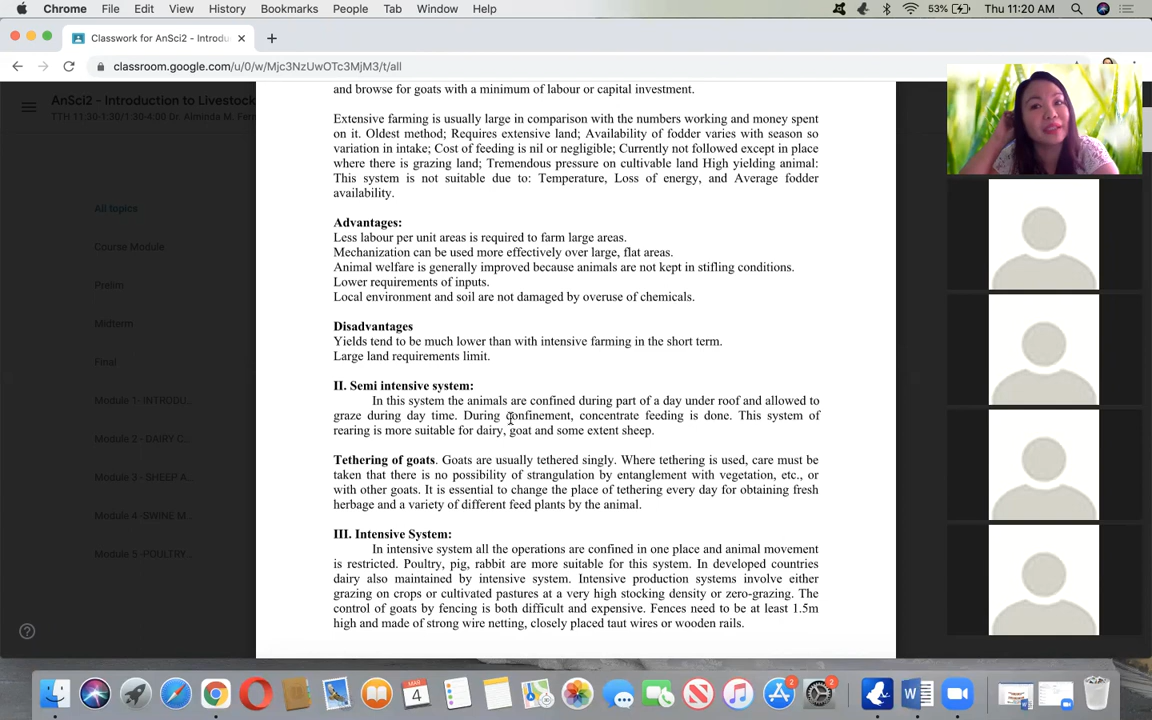 Chrome File Edit View History Bookmarks People Tab Window Help 53% Thu 11:20 AM
Classwork for AnSci2 - Introdu
classroom.google.com/u/0/w/Mjc3NzUwOTc3MjM3/t/all
AnSci2 - Introduction to Livestock
TTH 11:30-1:30/1:30-4:00 Dr. Alminda M. Fern
All topics
Course Module
Prelim
Midterm
Final
Module 1- INTRODU...
Module 2 - DAIRY C...
Module 3 - SHEEP A...
Module 4 -SWINE M...
Module 5 -POULTRY...
and browse for goats with a minimum of labour or capital investment.
Extensive farming is usually large in comparison with the numbers working and money spent
on it. Oldest method; Requires extensive land; Availability of fodder varies with season so
variation in intake; Cost of feeding is nil or negligible; Currently not followed except in place
where there is grazing land; Tremendous pressure on cultivable land High yielding animal:
This system is not suitable due to: Temperature, Loss of energy, and Average fodder
availability.
Advantages:
Less labour per unit areas is required to farm large areas.
Mechanization can be used more effectively over large, flat areas.
Animal welfare is generally improved because animals are not kept in stifling conditions.
Lower requirements of inputs.
Local environment and soil are not damaged by overuse of chemicals.
Disadvantages
Yields tend to be much lower than with intensive farming in the short term.
Large land requirements limit.
II. Semi intensive system:
In this system the animals are confined during part of a day under roof and allowed to
graze during day time. During confinement, concentrate feeding is done. This system of
rearing is more suitable for dairy, goat and some extent sheep.
Tethering of goats. Goats are usually tethered singly. Where tethering is used, care must be
taken that there is no possibility of strangulation by entanglement with vegetation, etc., or
with other goats. It is essential to change the place of tethering every day for obtaining fresh
herbage and a variety of different feed plants by the animal.
III. Intensive System:
In intensive system all the operations are confined in one place and animal movement
is restricted. Poultry, pig, rabbit are more suitable for this system. In developed countries
dairy also maintained by intensive system. Intensive production systems involve either
grazing on crops or cultivated pastures at a very high stocking density or zero-grazing. The
control of goats by fencing is both difficult and expensive. Fences need to be at least 1.5m
high and made of strong wire netting, closely placed taut wires or wooden rails.
MAR
4
2
2